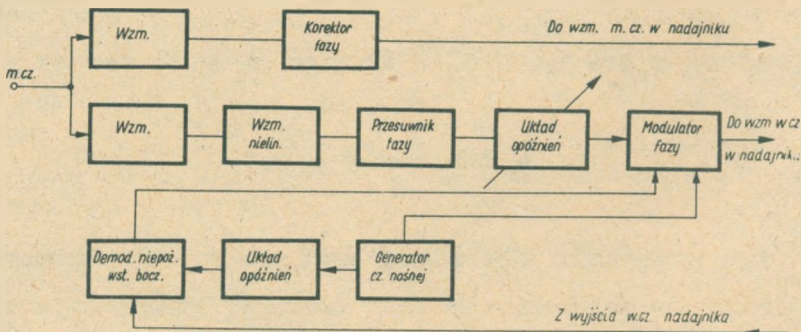 Wzm.
Korektor
fazy
Do wzm. m.cz. w nadajniku
m.cz.
Wzm.
Wzm.
nielin.
Przesuwnik
fazy
Układ
opóźnień
Modulator
fazy
Do wzm w.cz
w nadajnik.
Demod. niepoż.
wst. bocz.
Układ
opóźnień
Generator
cz. nośnej
Z wyjścia w.cz. nadajnika